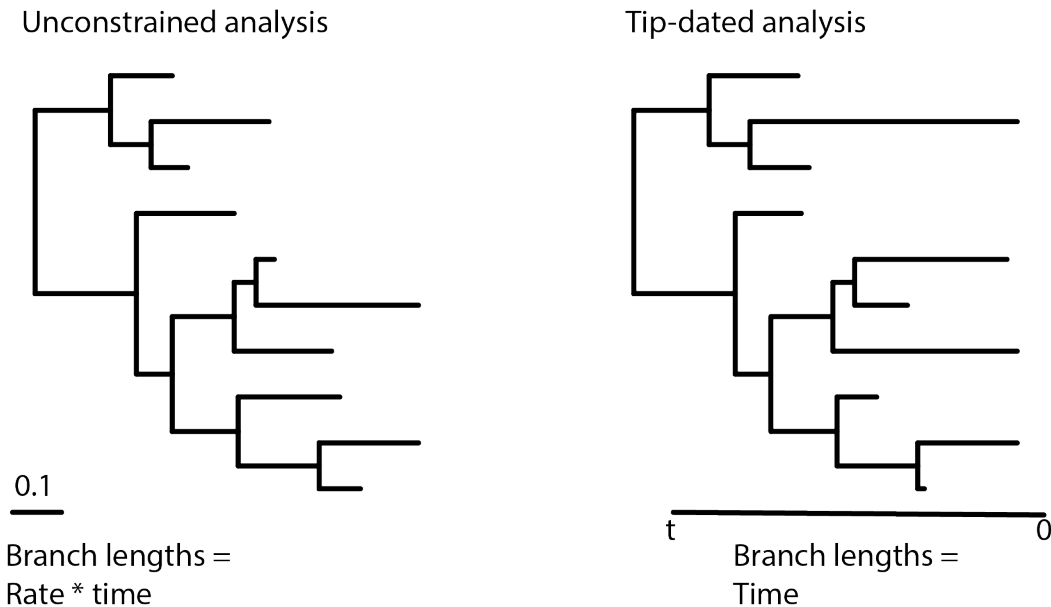 Unconstrained analysis
Tip-dated analysis
0.1
t
0
Branch lengths =
Rate * time
Branch lengths =
Time